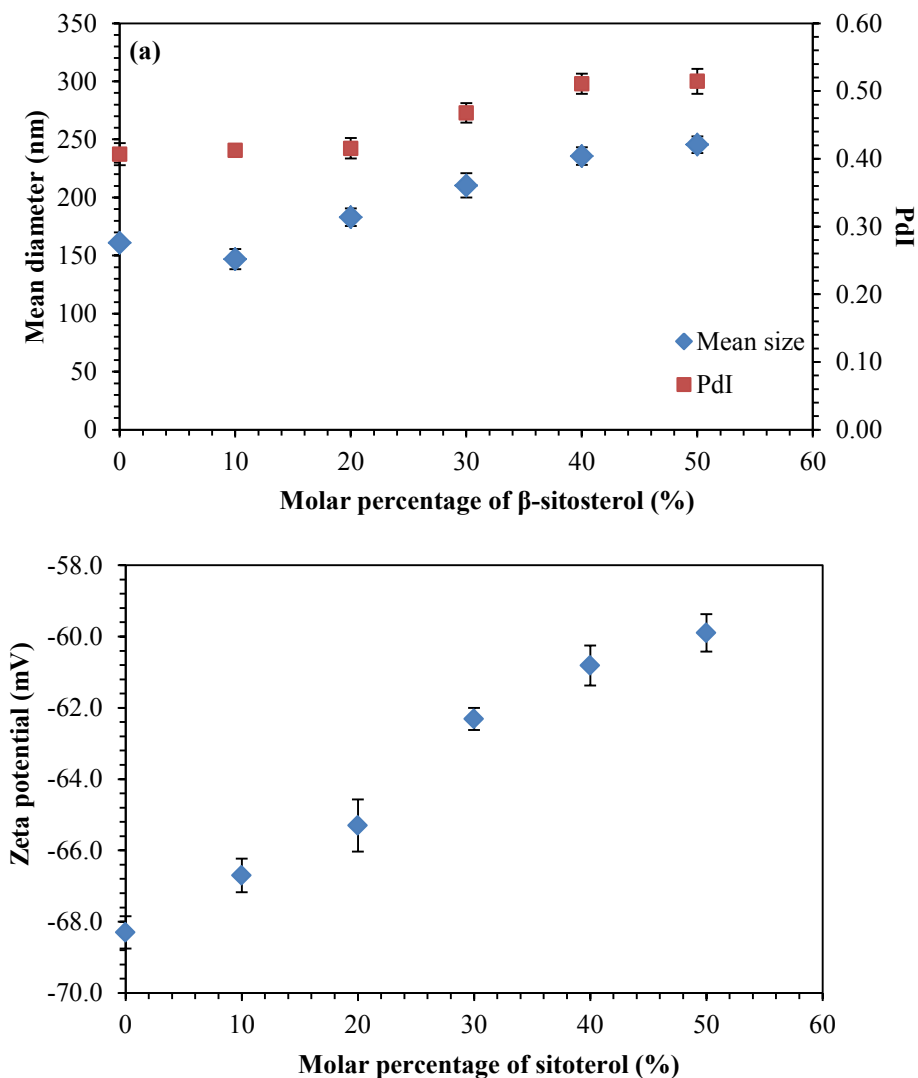 (a)
350
300
250
200
150
100
50
0
Mean diameter (nm)
0.60
0.50
0.40
0.30
0.20
0.10
0.00
PdI
Mean size
PdI
0 10 20 30 40 50 60
Molar percentage of β-sitosterol (%)
-58.0
-60.0
-62.0
-64.0
-66.0
-68.0
-70.0
Zeta potential (mV)
0 10 20 30 40 50 60
Molar percentage of sitoterol (%)